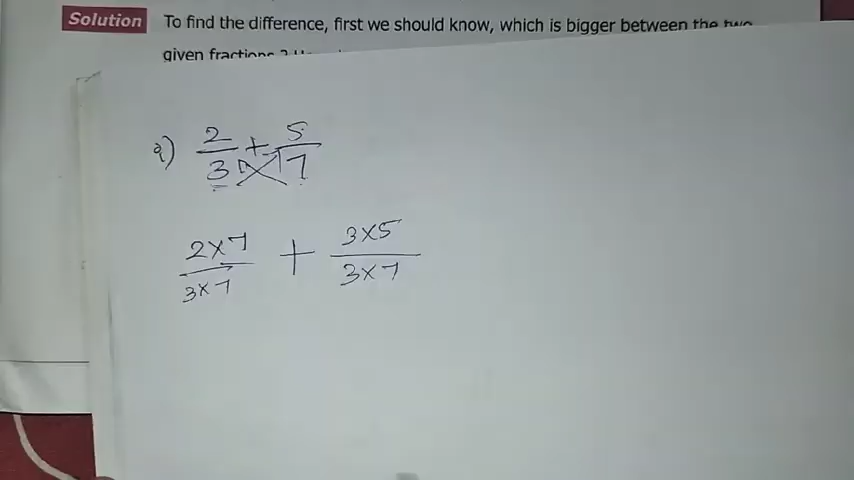 Solution To find the difference, first we should know, which is bigger between the two
given fractions ?
a) 2/3 + 5/7
2×7/3×7 + 3×5/3×7